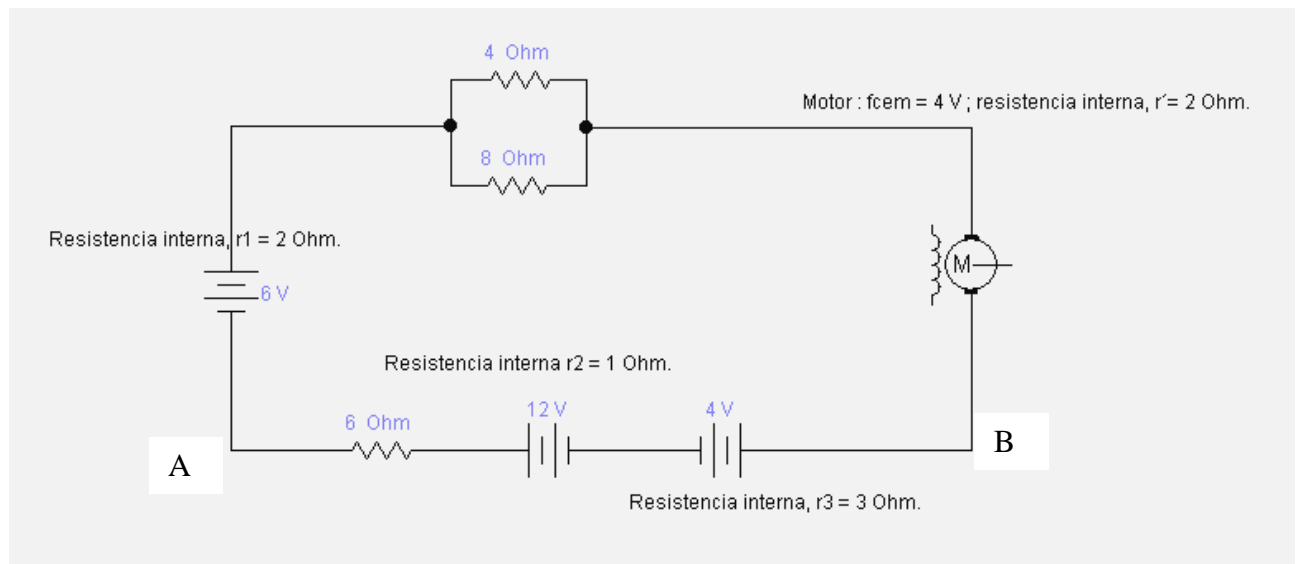 4 Ohm
Motor : fcem = 4 V ; resistencia interna, r´= 2 Ohm.
8 Ohm
Resistencia interna, r1 = 2 Ohm.
M
6 V
Resistencia interna r2 = 1 Ohm.
12 V
4 V
6 Ohm
A
B
Resistencia interna, r3 = 3 Ohm.